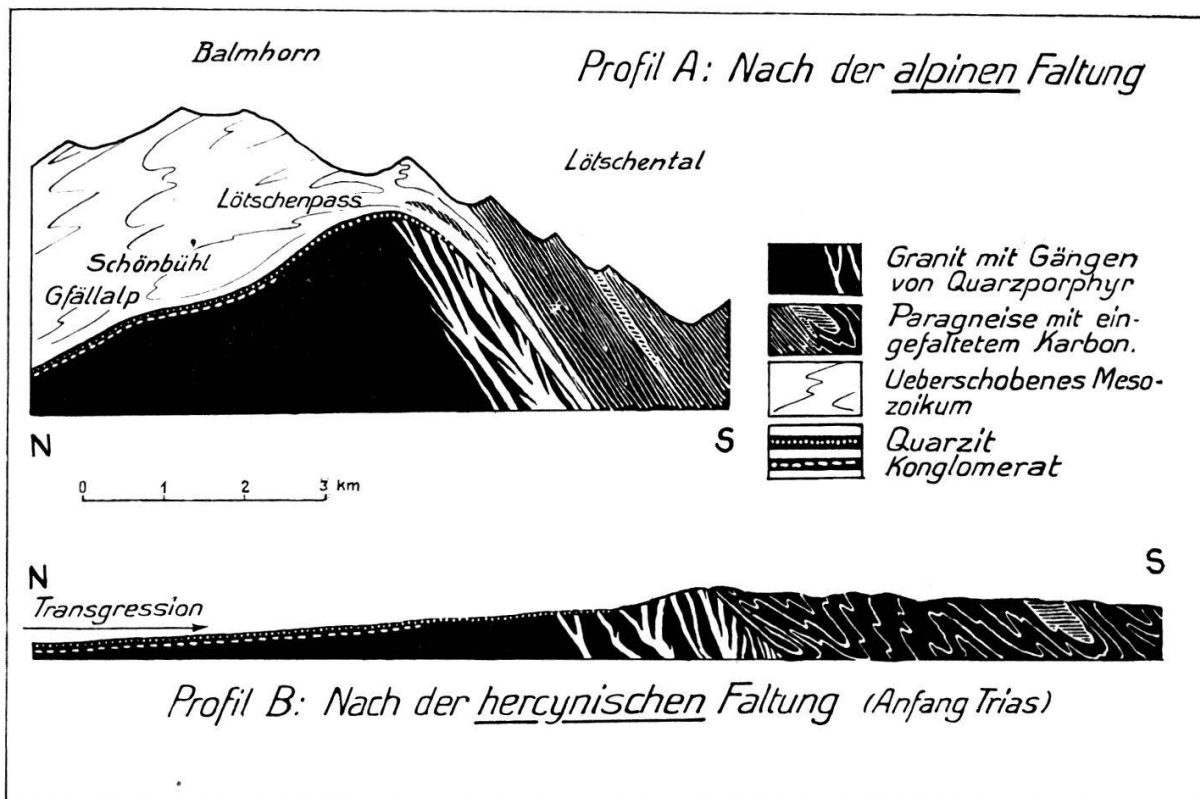 Balmhorn
Profil A: Nach der alpinen Faltung
Lötschental
Lötschenpass
Schönbühl
Gfällalp
Granit mit Gängen
von Quarzporphyr
Paragneise mit ein-
gefaltetem Karbon.
Ueberschobenes Meso-
zoikum
Quarzit
Konglomerat
N
S
0 1 2 3 km
N
S
Transgression
Profil B: Nach der hercynischen Faltung (Anfang Trias)